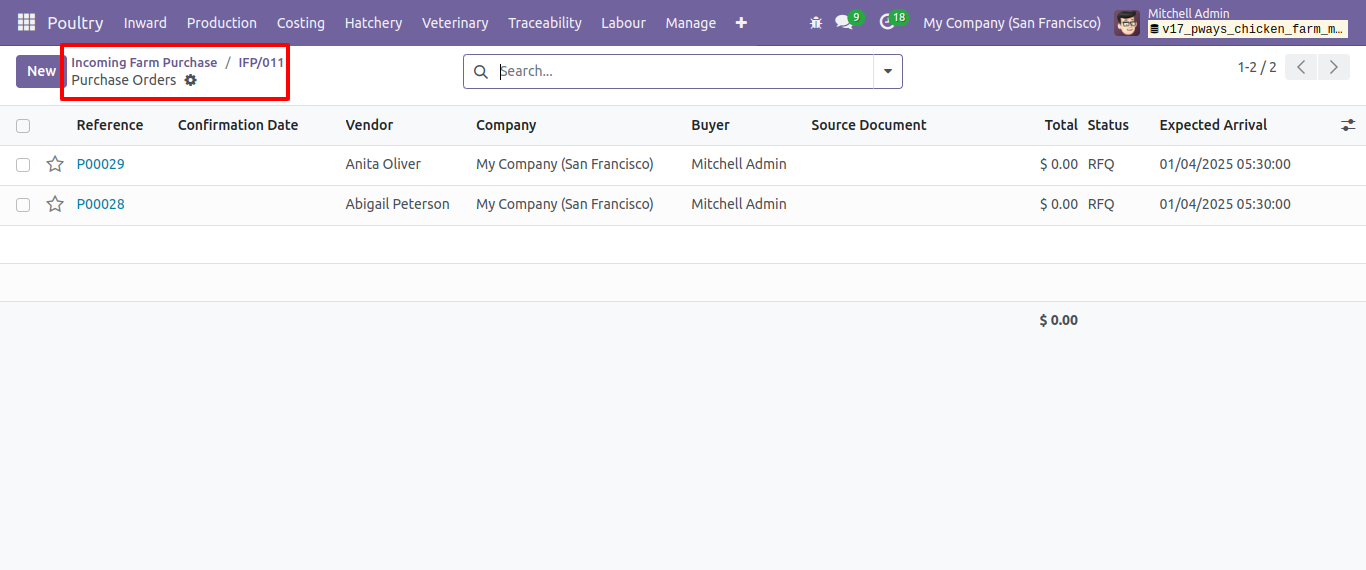 Poultry Inward Production Costing Hatchery Veterinary Traceability Labour Manage 9 18 My Company (San Francisco) Mitchell Admin
v17_pways_chicken_farm_m...
New Incoming Farm Purchase / IFP/011
Purchase Orders
Search...
1-2 / 2
Reference Confirmation Date Vendor Company Buyer Source Document Total Status Expected Arrival
P00029 Anita Oliver My Company (San Francisco) Mitchell Admin $ 0.00 RFQ 01/04/2025 05:30:00
P00028 Abigail Peterson My Company (San Francisco) Mitchell Admin $ 0.00 RFQ 01/04/2025 05:30:00
$ 0.00